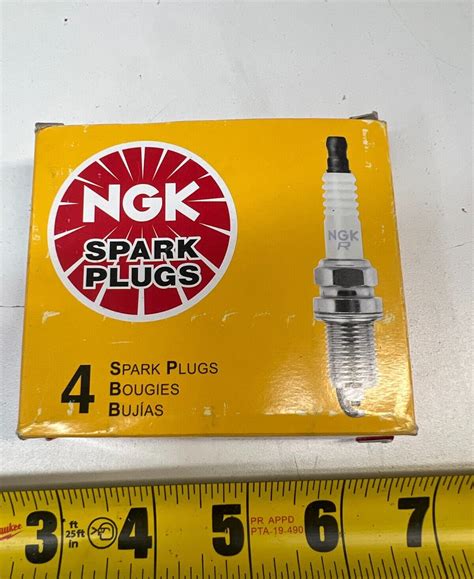 NGK
SPARK
PLUGS
NGK
R
4
SPARK PLUGS
BOUGIES
BUJÍAS
3 ft 4 5 PR APPD 6 7
25ft PTA-19-490